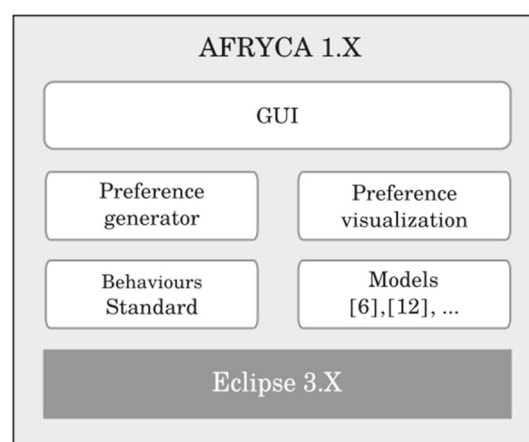 AFRYCA 1.X
GUI
Preference
generator
Preference
visualization
Behaviours
Standard
Models
[6],[12], ...
Eclipse 3.X